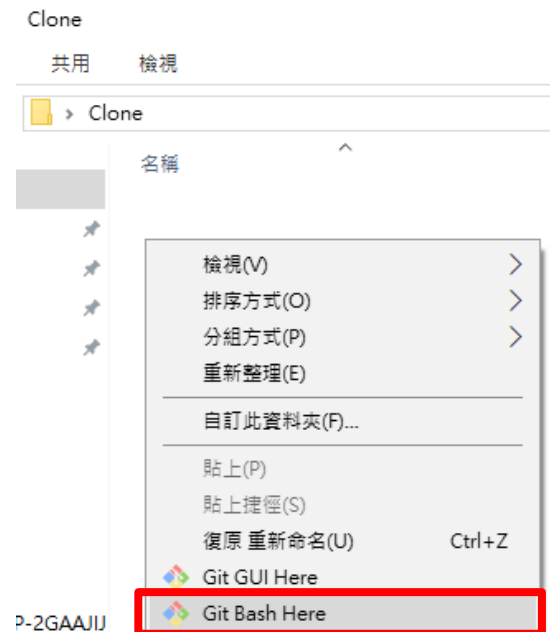 Clone
共用 檢視
Clone
名稱
檢視(V)
排序方式(O)
分組方式(P)
重新整理(E)
自訂此資料夾(F)...
貼上(P)
貼上捷徑(S)
復原 重新命名(U) Ctrl+Z
Git GUI Here
Git Bash Here
P-2GAAJIJ